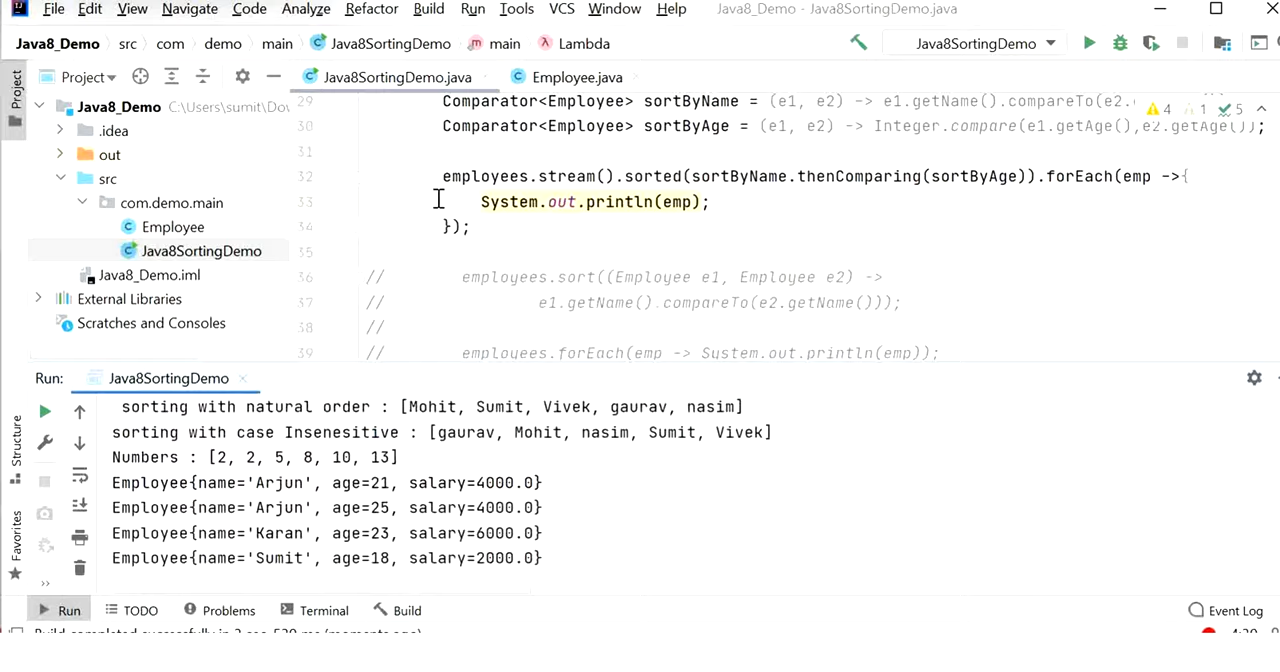 File Edit View Navigate Code Analyze Refactor Build Run Tools VCS Window Help Java8_Demo - Java8SortingDemo.java
Java8_Demo src com demo main Java8SortingDemo main Lambda Java8SortingDemo
Project Java8SortingDemo.java Employee.java
Project
Java8_Demo C:\Users\sumit\Do
.idea
out
src
com.demo.main
Employee
Java8SortingDemo
Java8_Demo.iml
External Libraries
Scratches and Consoles
4 1 5
29 Comparator<Employee> sortByName = (e1, e2) -> e1.getName().compareTo(e2.
30 Comparator<Employee> sortByAge = (e1, e2) -> Integer.compare(e1.getAge(),e2.getAge());
31
32 employees.stream().sorted(sortByName.thenComparing(sortByAge)).forEach(emp ->{
33 System.out.println(emp);
34 });
35
36 // employees.sort((Employee e1, Employee e2) ->
37 // e1.getName().compareTo(e2.getName()));
38 //
39 // employees.forEach(emp -> System.out.println(emp));
Run: Java8SortingDemo
sorting with natural order : [Mohit, Sumit, Vivek, gaurav, nasim]
sorting with case Insenesitive : [gaurav, Mohit, nasim, Sumit, Vivek]
Numbers : [2, 2, 5, 8, 10, 13]
Employee{name='Arjun', age=21, salary=4000.0}
Employee{name='Arjun', age=25, salary=4000.0}
Employee{name='Karan', age=23, salary=6000.0}
Employee{name='Sumit', age=18, salary=2000.0}
Structure
Favorites
Run TODO Problems Terminal Build Event Log